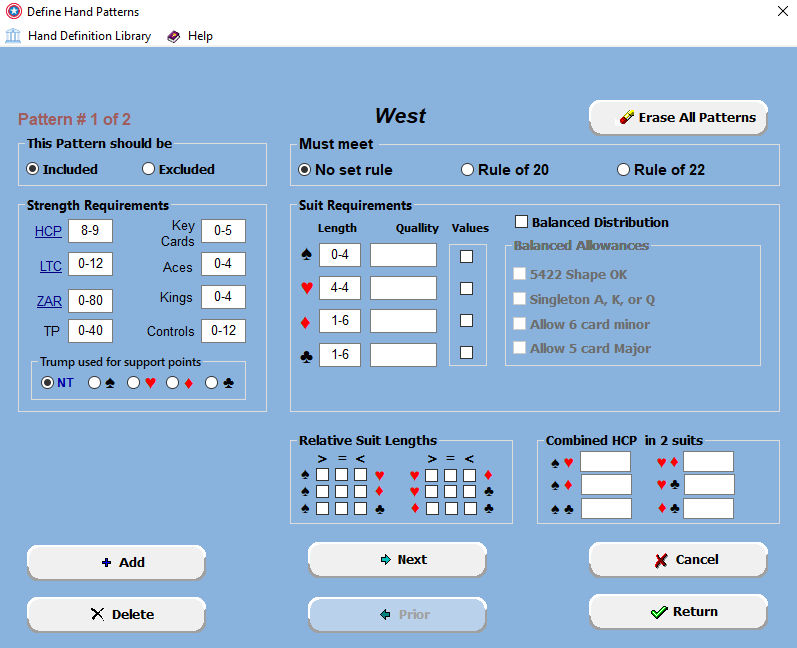 Define Hand Patterns
Hand Definition Library Help
Pattern # 1 of 2
West
Erase All Patterns
This Pattern should be
Included Excluded
Must meet
No set rule Rule of 20 Rule of 22
Strength Requirements
HCP 8-9 Key Cards 0-5
LTC 0-12 Aces 0-4
ZAR 0-80 Kings 0-4
TP 0-40 Controls 0-12
Trump used for support points
NT ♠ ♥ ♦ ♣
Suit Requirements
Length Quallity Values
♠ 0-4
♥ 4-4
♦ 1-6
♣ 1-6
Balanced Distribution
Balanced Allowances
5422 Shape OK
Singleton A, K, or Q
Allow 6 card minor
Allow 5 card Major
Relative Suit Lengths
> = < > = <
♠ ♥ ♥ ♦
♠ ♦ ♥ ♣
♠ ♣ ♦ ♣
Combined HCP in 2 suits
♠ ♥ ♥ ♦
♠ ♦ ♥ ♣
♠ ♣ ♦ ♣
Add
Next
Cancel
Delete
Prior
Return